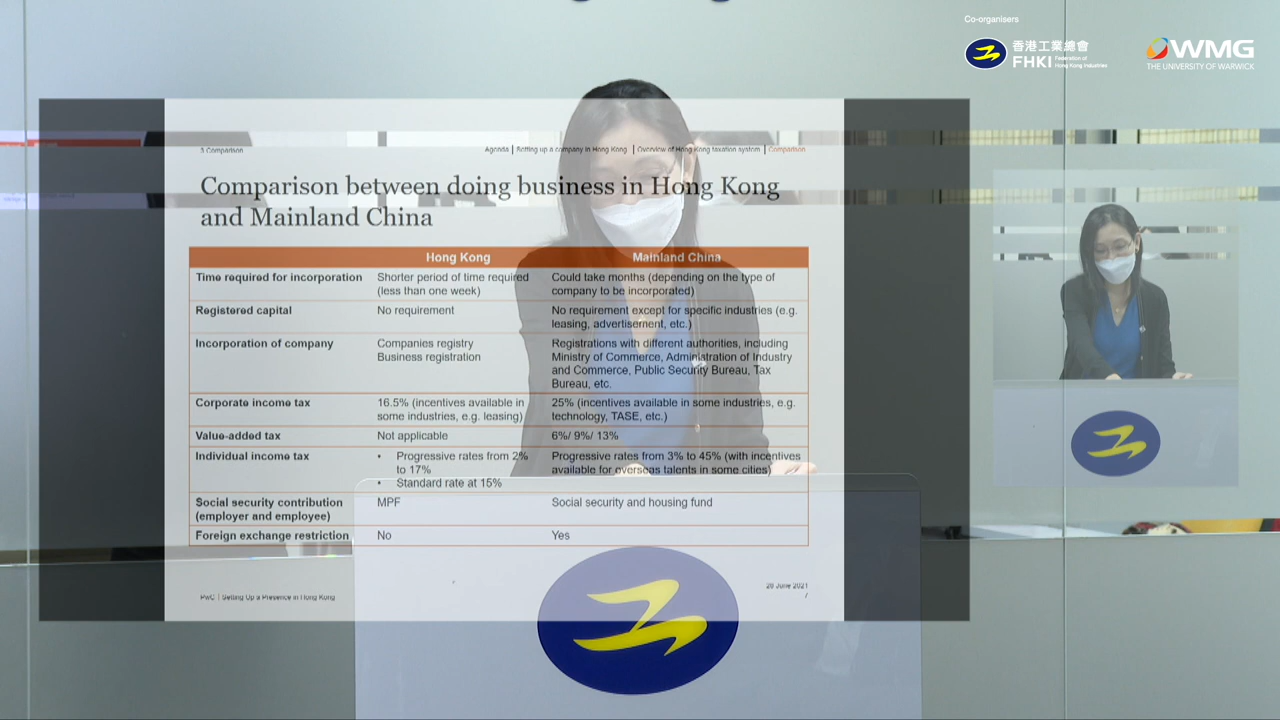 Co-organisers
香港工業總會
FHKI Federation of Hong Kong Industries
WMG
THE UNIVERSITY OF WARWICK
3 Comparison
Agenda | Setting up a company in Hong Kong | Overview of Hong Kong taxation system | Comparison
Comparison between doing business in Hong Kong
and Mainland China
Hong Kong Mainland China
Time required for incorporation Shorter period of time required Could take months (depending on the type of
(less than one week) company to be incorporated)
Registered capital No requirement No requirement except for specific industries (e.g.
leasing, advertisement, etc.)
Incorporation of company Companies registry Registrations with different authorities, including
Business registration Ministry of Commerce, Administration of Industry
and Commerce, Public Security Bureau, Tax
Bureau, etc.
Corporate income tax 16.5% (incentives available in 25% (incentives available in some industries, e.g.
some industries, e.g. leasing) technology, TASE, etc.)
Value-added tax Not applicable 6%/ 9%/ 13%
Individual income tax • Progressive rates from 2% Progressive rates from 3% to 45% (with incentives
to 17% available for overseas talents in some cities)
• Standard rate at 15%
Social security contribution MPF Social security and housing fund
(employer and employee)
Foreign exchange restriction No Yes
PwC | Setting Up a Presence in Hong Kong
7